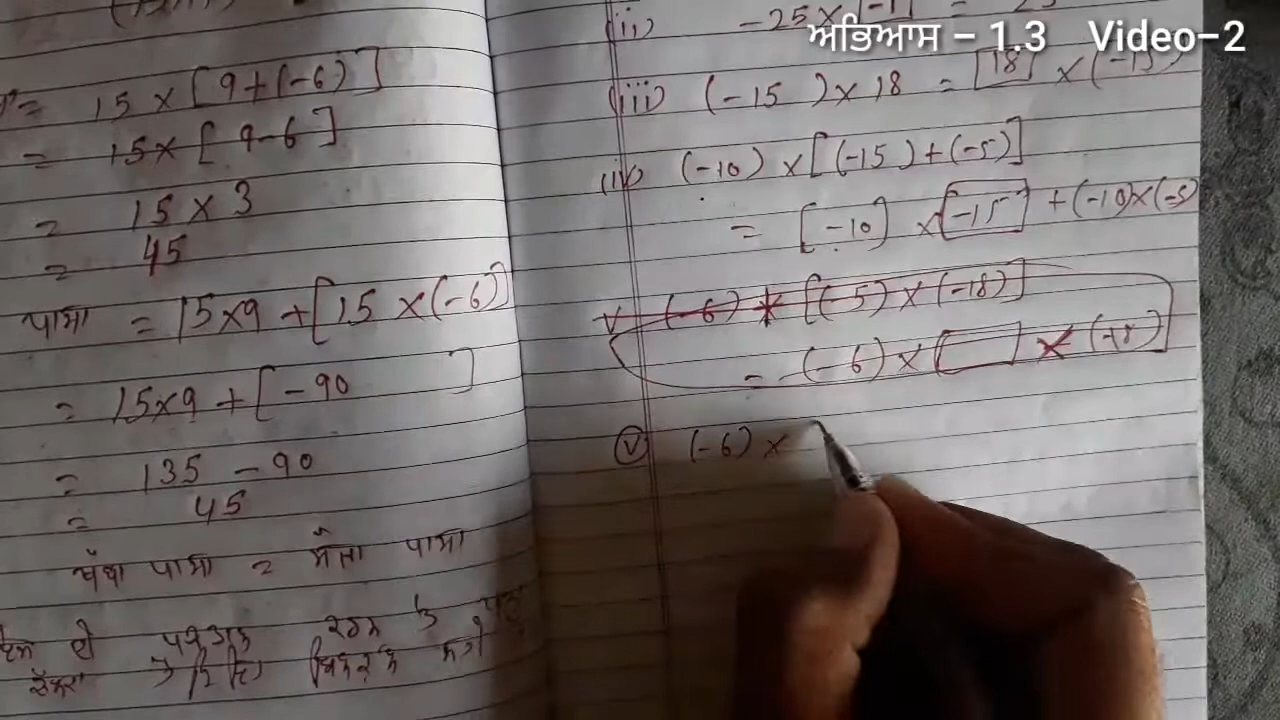 ਅਭਿਆਸ – 1.3 Video–2
= 15 × [9+(-6)]
= 15 × [ 9-6 ]
= 15 × 3
= 45
ਪਾਸਾ = 15×9 + [15 ×(-6)]
= 15×9 + [-90 ]
= 135 - 90
= 45
ਖੱਬਾ ਪਾਸਾ = ਸੱਜਾ ਪਾਸਾ
(ii) -25×
(iii) (-15 )× 18 = [18] × (-15)
(iv) (-10) × [(-15) + (-5)]
= [-10] × [-15] + (-10)×(-5)
v (-6) × [(-5) × (-18)]
= (-6) × [ ] × (-18)
(v) (-6) ×